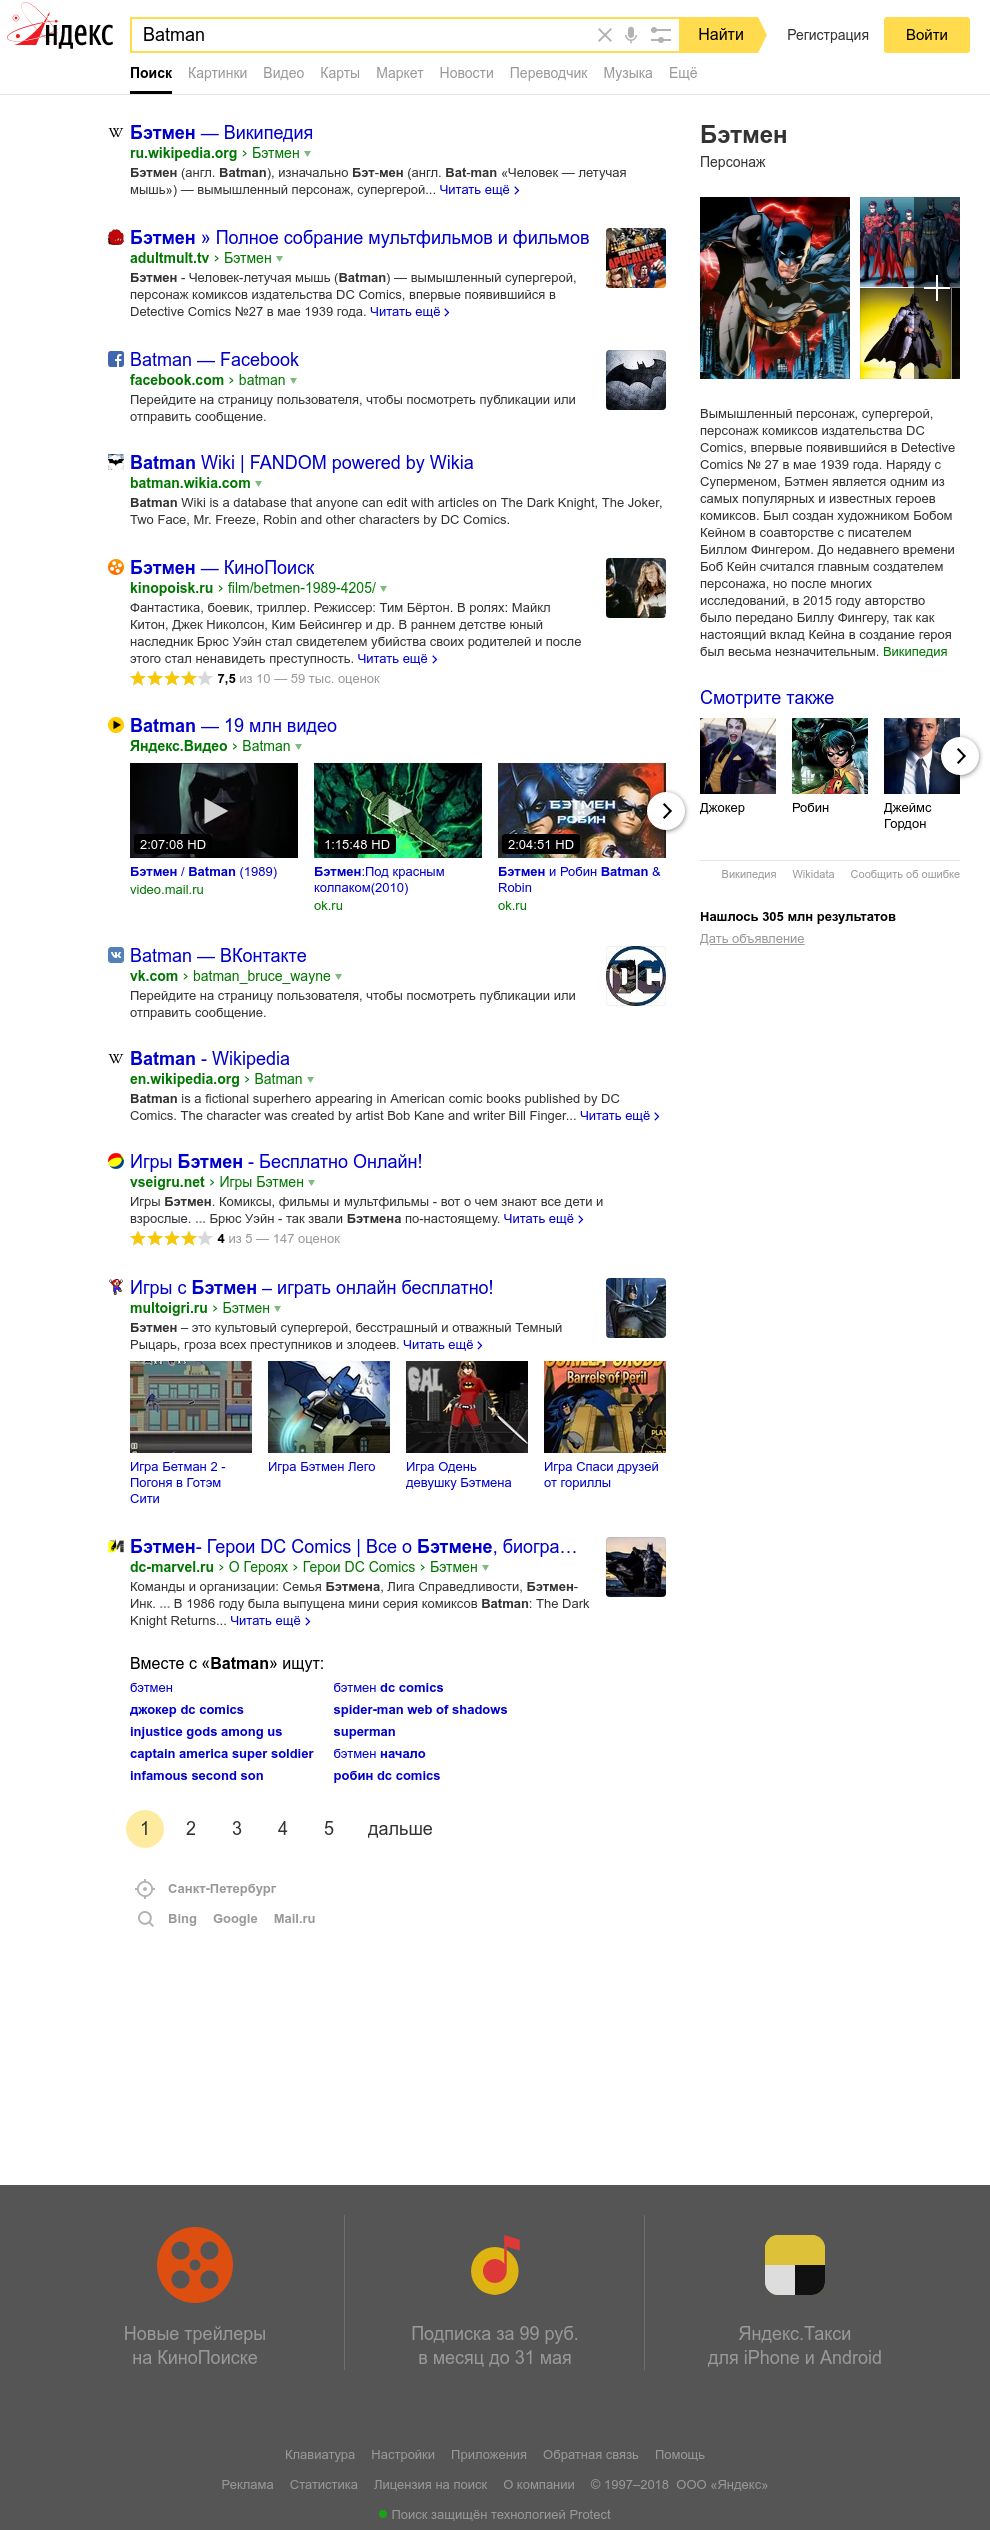 Яндекс
Batman
Найти
Регистрация
Войти
Поиск Картинки Видео Карты Маркет Новости Переводчик Музыка Ещё
Бэтмен — Википедия
ru.wikipedia.org › Бэтмен
Бэтмен (англ. Batman), изначально Бэт-мен (англ. Bat-man «Человек — летучая
мышь») — вымышленный персонаж, супергерой... Читать ещё ›
Бэтмен » Полное собрание мультфильмов и фильмов
adultmult.tv › Бэтмен
Бэтмен - Человек-летучая мышь (Batman) — вымышленный супергерой,
персонаж комиксов издательства DC Comics, впервые появившийся в
Detective Comics №27 в мае 1939 года. Читать ещё ›
APOCALYPSE
Batman — Facebook
facebook.com › batman
Перейдите на страницу пользователя, чтобы посмотреть публикации или
отправить сообщение.
Batman Wiki | FANDOM powered by Wikia
batman.wikia.com
Batman Wiki is a database that anyone can edit with articles on The Dark Knight, The Joker,
Two Face, Mr. Freeze, Robin and other characters by DC Comics.
Бэтмен — КиноПоиск
kinopoisk.ru › film/betmen-1989-4205/
Фантастика, боевик, триллер. Режиссер: Тим Бёртон. В ролях: Майкл
Китон, Джек Николсон, Ким Бейсингер и др. В раннем детстве юный
наследник Брюс Уэйн стал свидетелем убийства своих родителей и после
этого стал ненавидеть преступность. Читать ещё ›
7,5 из 10 — 59 тыс. оценок
Batman — 19 млн видео
Яндекс.Видео › Batman
БЭТМЕН
РОБИН
2:07:08 HD
1:15:48 HD
2:04:51 HD
Бэтмен / Batman (1989)
video.mail.ru
Бэтмен:Под красным
колпаком(2010)
ok.ru
Бэтмен и Робин Batman &
Robin
ok.ru
Batman — ВКонтакте
vk.com › batman_bruce_wayne
Перейдите на страницу пользователя, чтобы посмотреть публикации или
отправить сообщение.
DC
Batman - Wikipedia
en.wikipedia.org › Batman
Batman is a fictional superhero appearing in American comic books published by DC
Comics. The character was created by artist Bob Kane and writer Bill Finger... Читать ещё ›
Игры Бэтмен - Бесплатно Онлайн!
vseigru.net › Игры Бэтмен
Игры Бэтмен. Комиксы, фильмы и мультфильмы - вот о чем знают все дети и
взрослые. ... Брюс Уэйн - так звали Бэтмена по-настоящему. Читать ещё ›
4 из 5 — 147 оценок
Игры с Бэтмен – играть онлайн бесплатно!
multoigri.ru › Бэтмен
Бэтмен – это культовый супергерой, бесстрашный и отважный Темный
Рыцарь, гроза всех преступников и злодеев. Читать ещё ›
Barrels of Peril
Игра Бетман 2 -
Погоня в Готэм
Сити
Игра Бэтмен Лего
Игра Одень
девушку Бэтмена
Игра Спаси друзей
от гориллы
Бэтмен- Герои DC Comics | Все о Бэтмене, биогра…
dc-marvel.ru › О Героях › Герои DC Comics › Бэтмен
Команды и организации: Семья Бэтмена, Лига Справедливости, Бэтмен-
Инк. ... В 1986 году была выпущена мини серия комиксов Batman: The Dark
Knight Returns... Читать ещё ›
Вместе с «Batman» ищут:
бэтмен
джокер dc comics
injustice gods among us
captain america super soldier
infamous second son
бэтмен dc comics
spider-man web of shadows
superman
бэтмен начало
робин dc comics
1 2 3 4 5 дальше
Санкт-Петербург
Bing Google Mail.ru
Бэтмен
Персонаж
Вымышленный персонаж, супергерой,
персонаж комиксов издательства DC
Comics, впервые появившийся в Detective
Comics № 27 в мае 1939 года. Наряду с
Суперменом, Бэтмен является одним из
самых популярных и известных героев
комиксов. Был создан художником Бобом
Кейном в соавторстве с писателем
Биллом Фингером. До недавнего времени
Боб Кейн считался главным создателем
персонажа, но после многих
исследований, в 2015 году авторство
было передано Биллу Фингеру, так как
настоящий вклад Кейна в создание героя
был весьма незначительным. Википедия
Смотрите также
Джокер
Робин
Джеймс
Гордон
Википедия Wikidata Сообщить об ошибке
Нашлось 305 млн результатов
Дать объявление
Новые трейлеры
на КиноПоиске
Подписка за 99 руб.
в месяц до 31 мая
Яндекс.Такси
для iPhone и Android
Клавиатура Настройки Приложения Обратная связь Помощь
Реклама Статистика Лицензия на поиск О компании © 1997–2018 ООО «Яндекс»
Поиск защищён технологией Protect